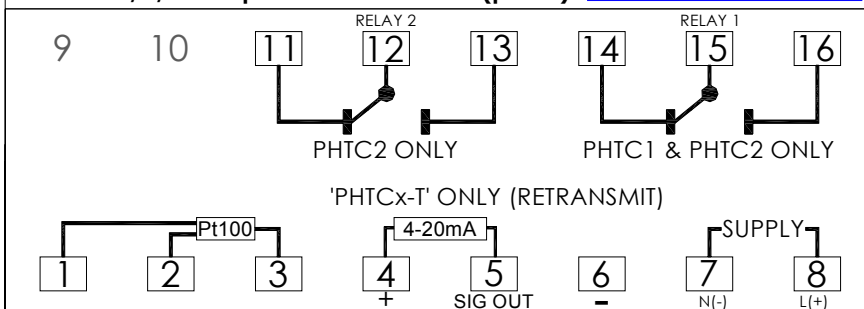 RELAY 2 RELAY 1
9 10 11 12 13 14 15 16
PHTC2 ONLY PHTC1 & PHTC2 ONLY
'PHTCx-T' ONLY (RETRANSMIT)
Pt100 4-20mA SUPPLY
1 2 3 4 5 6 7 8
+ SIG OUT - N(-) L(+)